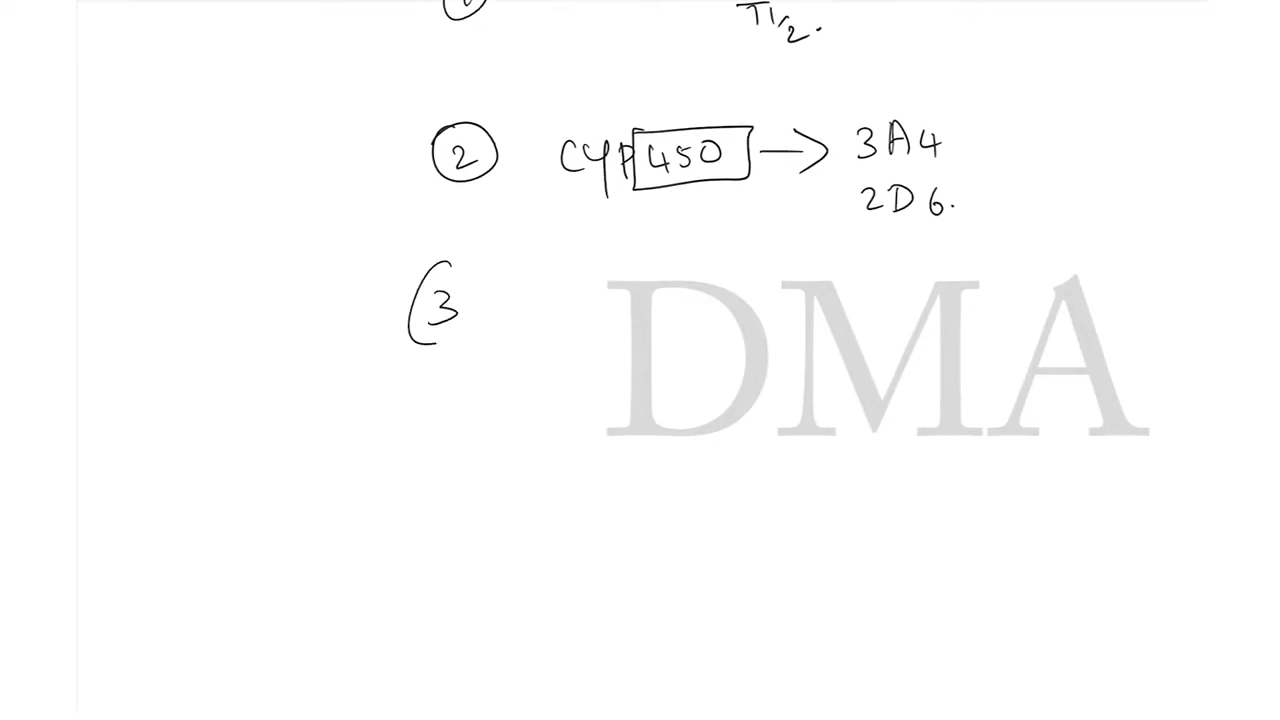 T1/2.
② CYP450 → 3A4
2D6.
(3
DMA